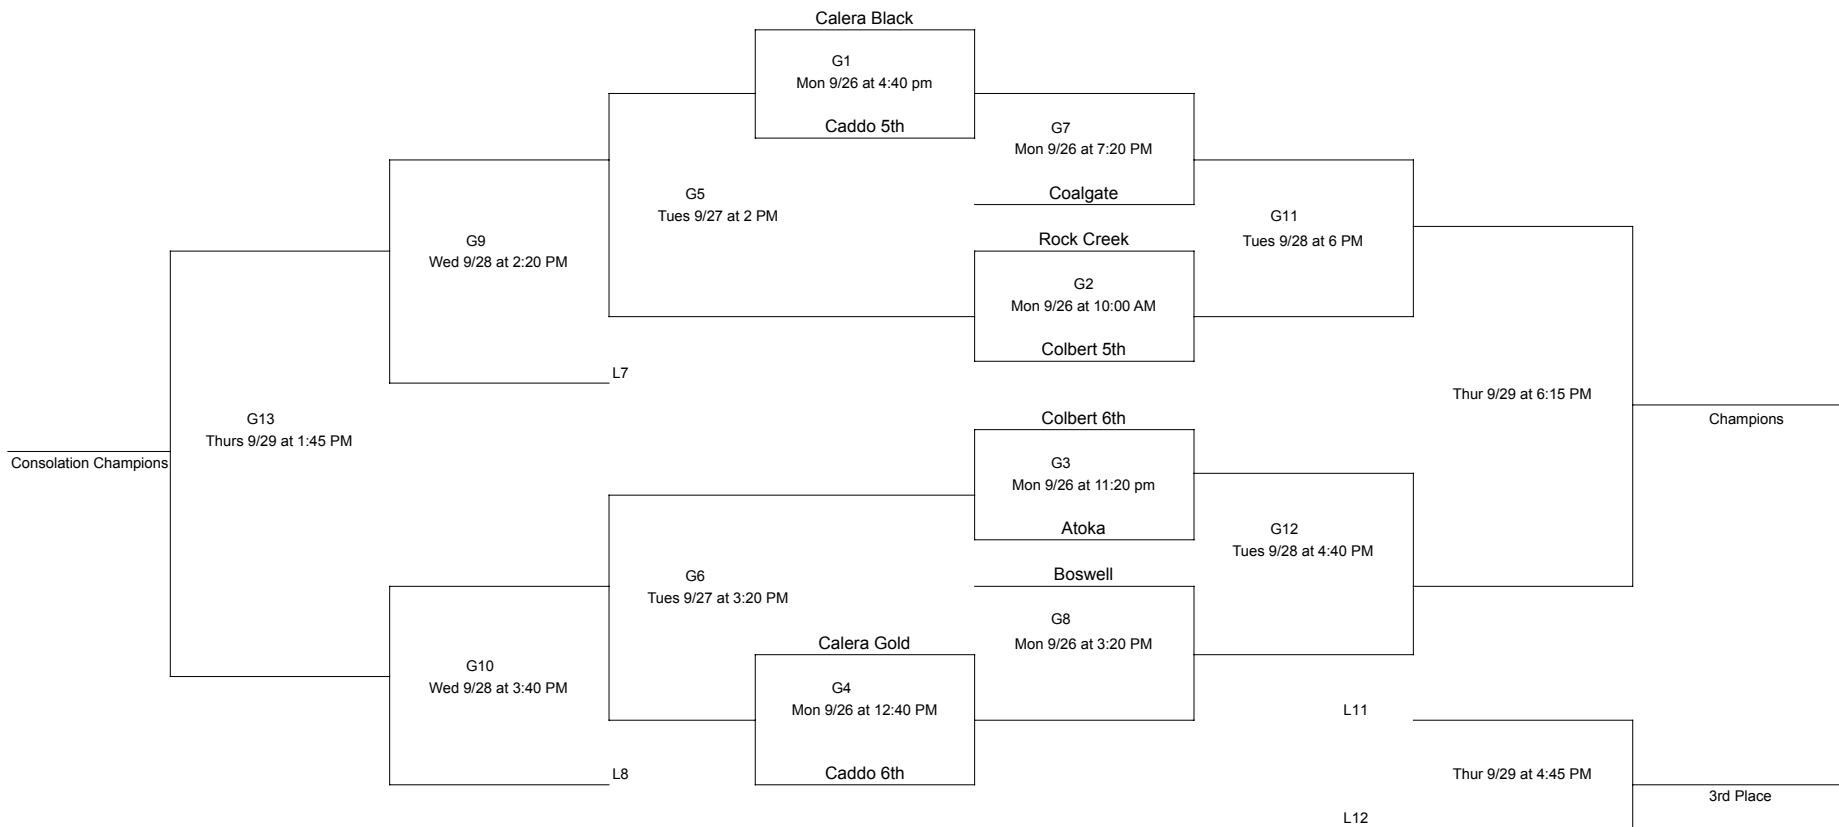 Calera Black
G1
Mon 9/26 at 4:40 pm
Caddo 5th
G7
Mon 9/26 at 7:20 PM
Coalgate
G5
Tues 9/27 at 2 PM
G11
Tues 9/28 at 6 PM
Rock Creek
G9
Wed 9/28 at 2:20 PM
G2
Mon 9/26 at 10:00 AM
Colbert 5th
L7
Thur 9/29 at 6:15 PM
G13
Thurs 9/29 at 1:45 PM
Colbert 6th
Champions
Consolation Champions
G3
Mon 9/26 at 11:20 pm
Atoka
G12
Tues 9/28 at 4:40 PM
Boswell
G6
Tues 9/27 at 3:20 PM
G8
Mon 9/26 at 3:20 PM
Calera Gold
G10
Wed 9/28 at 3:40 PM
G4
Mon 9/26 at 12:40 PM
L11
L8
Caddo 6th
Thur 9/29 at 4:45 PM
3rd Place
L12